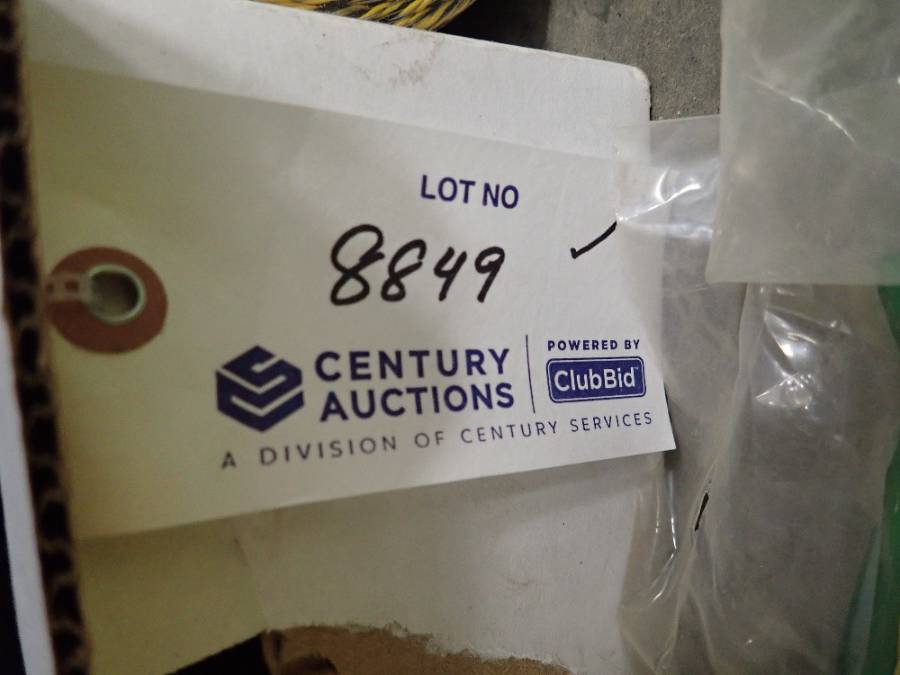 LOT NO
8849
CENTURY AUCTIONS
POWERED BY
ClubBid
A DIVISION OF CENTURY SERVICES